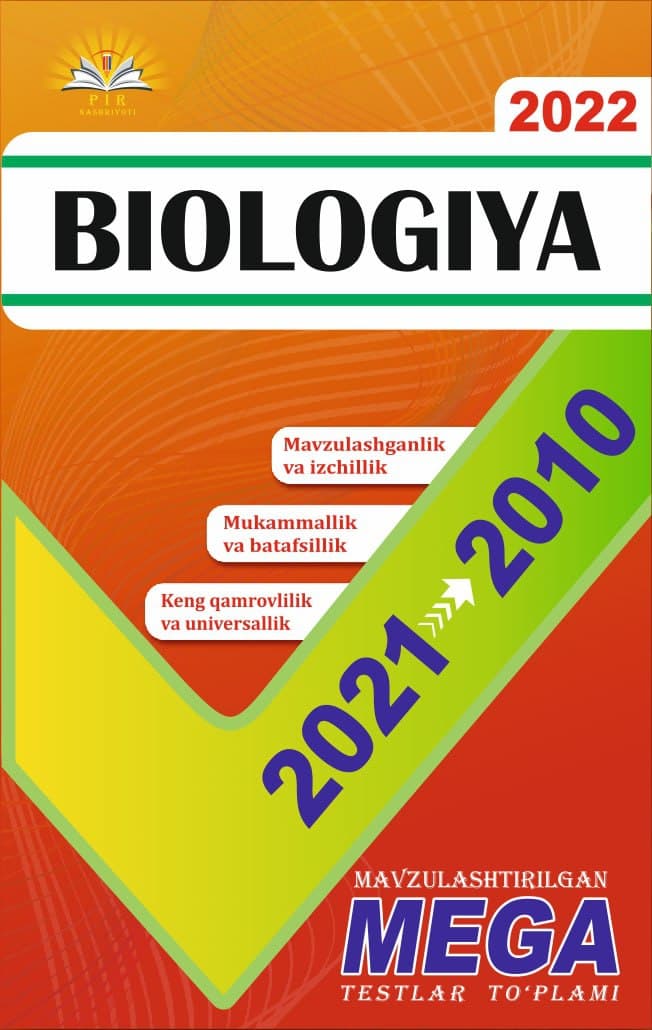 PIR
NASHRIYOTI
2022
BIOLOGIYA
Mavzulashganlik
va izchillik
Mukammallik
va batafsillik
Keng qamrovlilik
va universallik
2021
2010
MAVZULASHTIRILGAN
MEGA
TESTLAR TO‘PLAMI